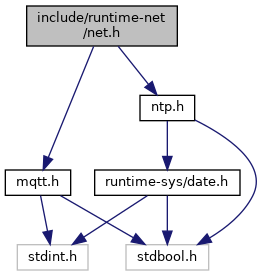 include/runtime-net
/net.h
ntp.h
mqtt.h
runtime-sys/date.h
stdint.h
stdbool.h